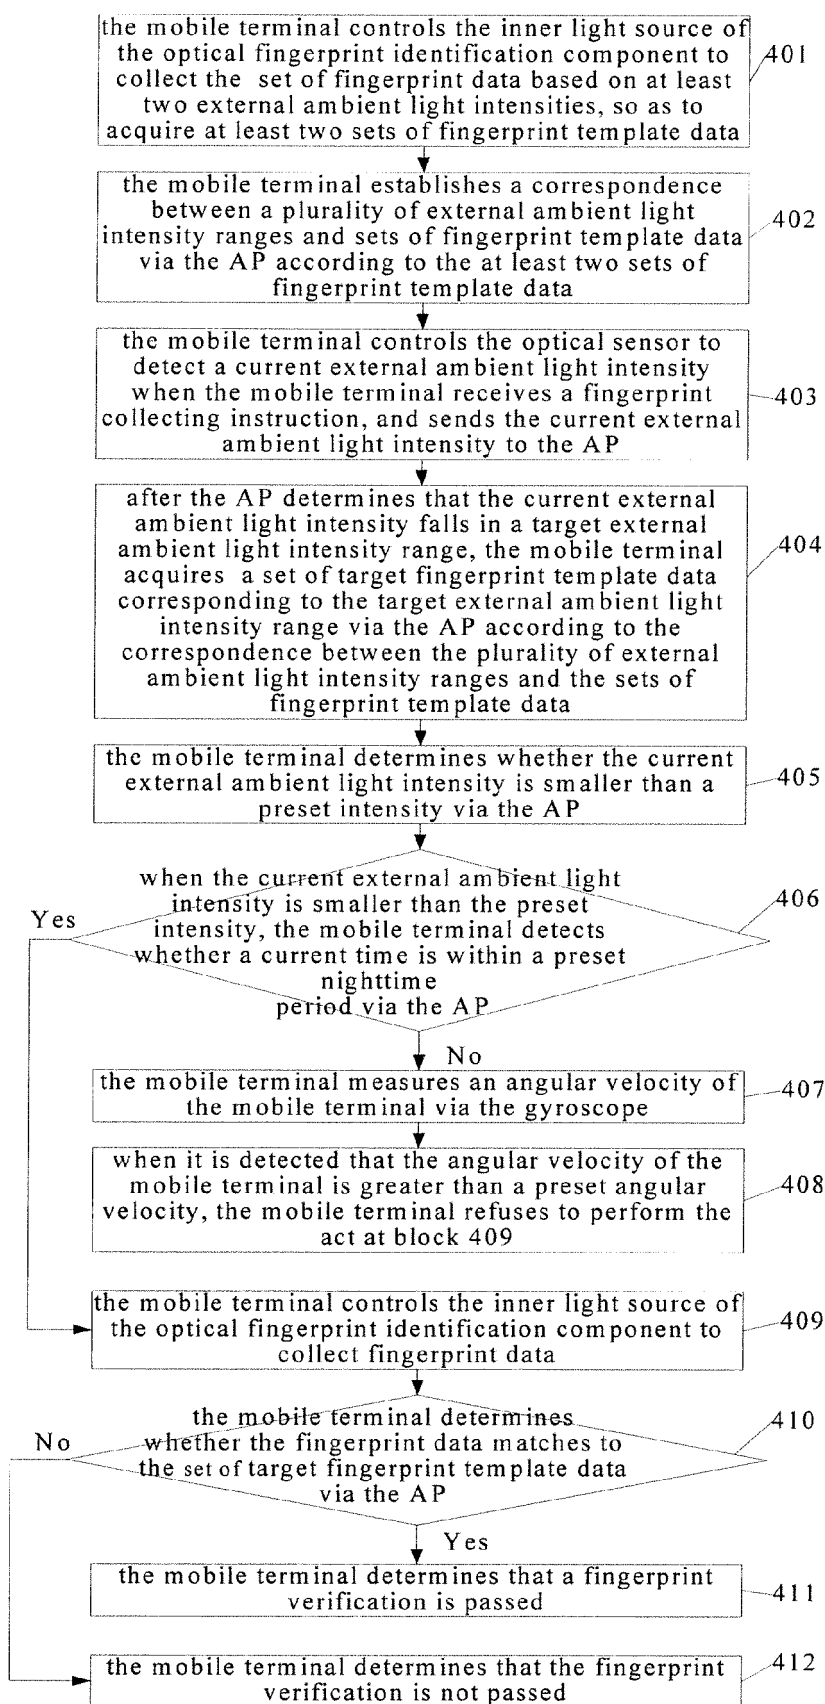 the mobile terminal controls the inner light source of
the optical fingerprint identification component to
collect the set of fingerprint data based on at least
two external ambient light intensities, so as to
acquire at least two sets of fingerprint template data
401
the mobile terminal establishes a correspondence
between a plurality of external ambient light
intensity ranges and sets of fingerprint template data
via the AP according to the at least two sets of
fingerprint template data
402
the mobile terminal controls the optical sensor to
detect a current external ambient light intensity
when the mobile terminal receives a fingerprint
collecting instruction, and sends the current external
ambient light intensity to the AP
403
after the AP determines that the current external
ambient light intensity falls in a target external
ambient light intensity range, the mobile terminal
acquires a set of target fingerprint template data
corresponding to the target external ambient light
intensity range via the AP according to the
correspondence between the plurality of external
ambient light intensity ranges and the sets of
fingerprint template data
404
the mobile terminal determines whether the current
external ambient light intensity is smaller than a
preset intensity via the AP
405
when the current external ambient light
intensity is smaller than the preset
intensity, the mobile terminal detects
whether a current time is within a preset
nighttime
period via the AP
406
Yes
No
the mobile terminal measures an angular velocity of
the mobile terminal via the gyroscope
407
when it is detected that the angular velocity of the
mobile terminal is greater than a preset angular
velocity, the mobile terminal refuses to perform the
act at block 409
408
the mobile terminal controls the inner light source of
the optical fingerprint identification component to
collect fingerprint data
409
the mobile terminal determines
whether the fingerprint data matches to
the set of target fingerprint template data
via the AP
410
No
Yes
the mobile terminal determines that a fingerprint
verification is passed
411
the mobile terminal determines that the fingerprint
verification is not passed
412